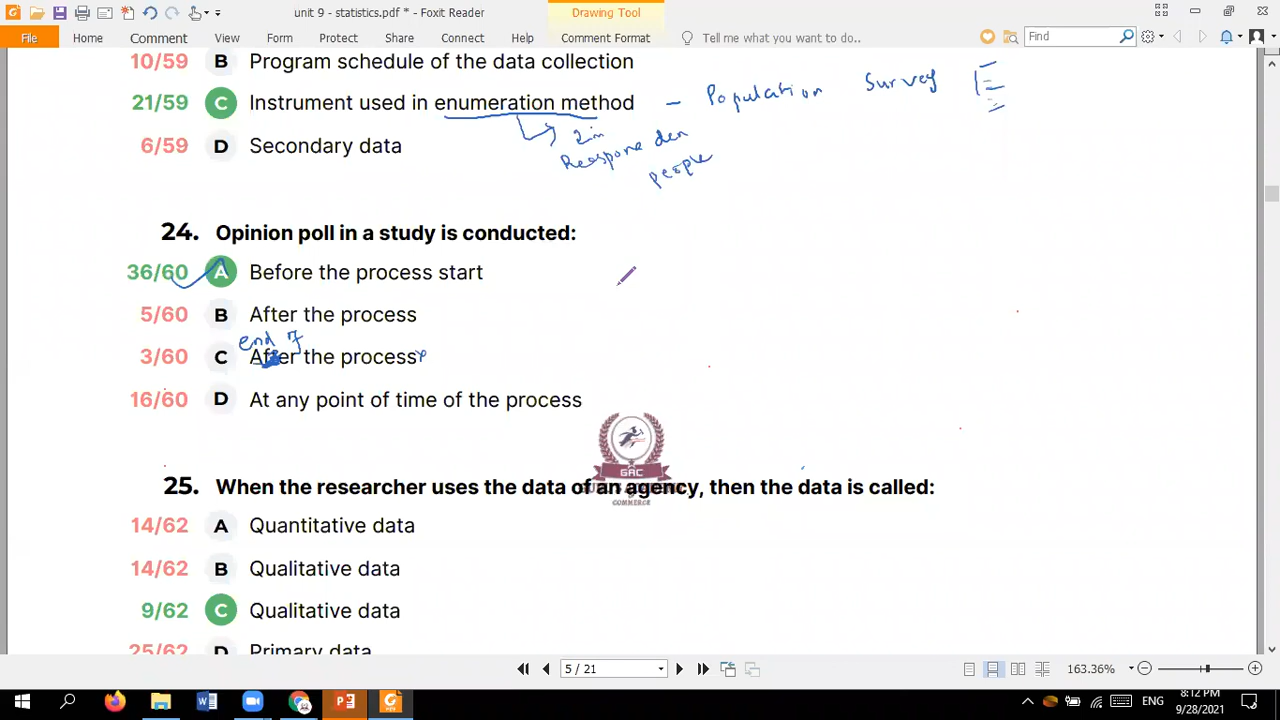 unit 9 - statistics.pdf * - Foxit Reader
Drawing Tool
File Home Comment View Form Protect Share Connect Help Comment Format Tell me what you want to do.. Find
10/59 B Program schedule of the data collection
21/59 C Instrument used in enumeration method - Population Survey
6/59 D Secondary data
people
24. Opinion poll in a study is conducted:
36/60 A Before the process start
5/60 B After the process
end of
3/60 C After the process
16/60 D At any point of time of the process
GAC
COMMERCE
25. When the researcher uses the data of an agency, then the data is called:
14/62 A Quantitative data
14/62 B Qualitative data
9/62 C Qualitative data
25/62 D Primary data
5 / 21
163.36%
ENG
8:12 PM
9/28/2021